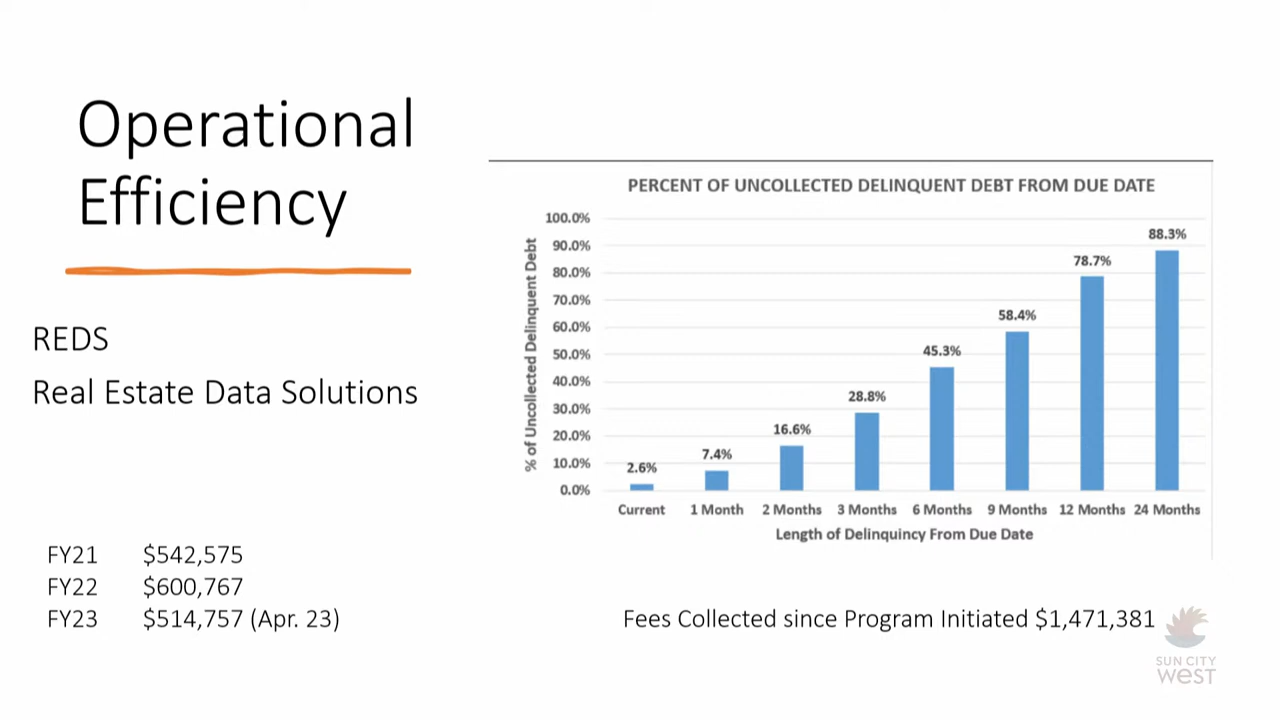 Operational
Efficiency
REDS
Real Estate Data Solutions
FY21 $542,575
FY22 $600,767
FY23 $514,757 (Apr. 23)
PERCENT OF UNCOLLECTED DELINQUENT DEBT FROM DUE DATE
% of Uncollected Delinquent Debt
100.0%
90.0%
80.0%
70.0%
60.0%
50.0%
40.0%
30.0%
20.0%
10.0%
0.0%
2.6%
7.4%
16.6%
28.8%
45.3%
58.4%
78.7%
88.3%
Current 1 Month 2 Months 3 Months 6 Months 9 Months 12 Months 24 Months
Length of Delinquincy From Due Date
Fees Collected since Program Initiated $1,471,381
SUN CITY
west